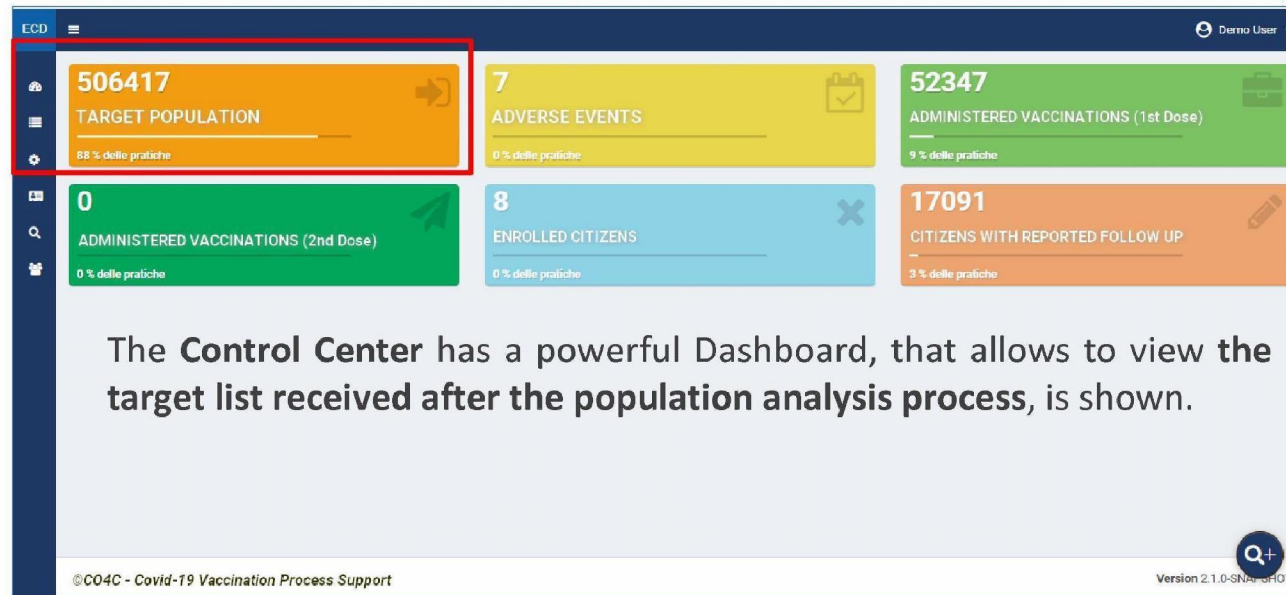 ECD
Demo User
506417
TARGET POPULATION
88 % delle pratiche
7
ADVERSE EVENTS
0 % delle pratiche
52347
ADMINISTERED VACCINATIONS (1st Dose)
9 % delle pratiche
0
ADMINISTERED VACCINATIONS (2nd Dose)
0 % delle pratiche
8
ENROLLED CITIZENS
0 % delle pratiche
17091
CITIZENS WITH REPORTED FOLLOW UP
3 % delle pratiche
The Control Center has a powerful Dashboard, that allows to view the
target list received after the population analysis process, is shown.
©CO4C - Covid-19 Vaccination Process Support
Version 2.1.0-SNAPSHOT